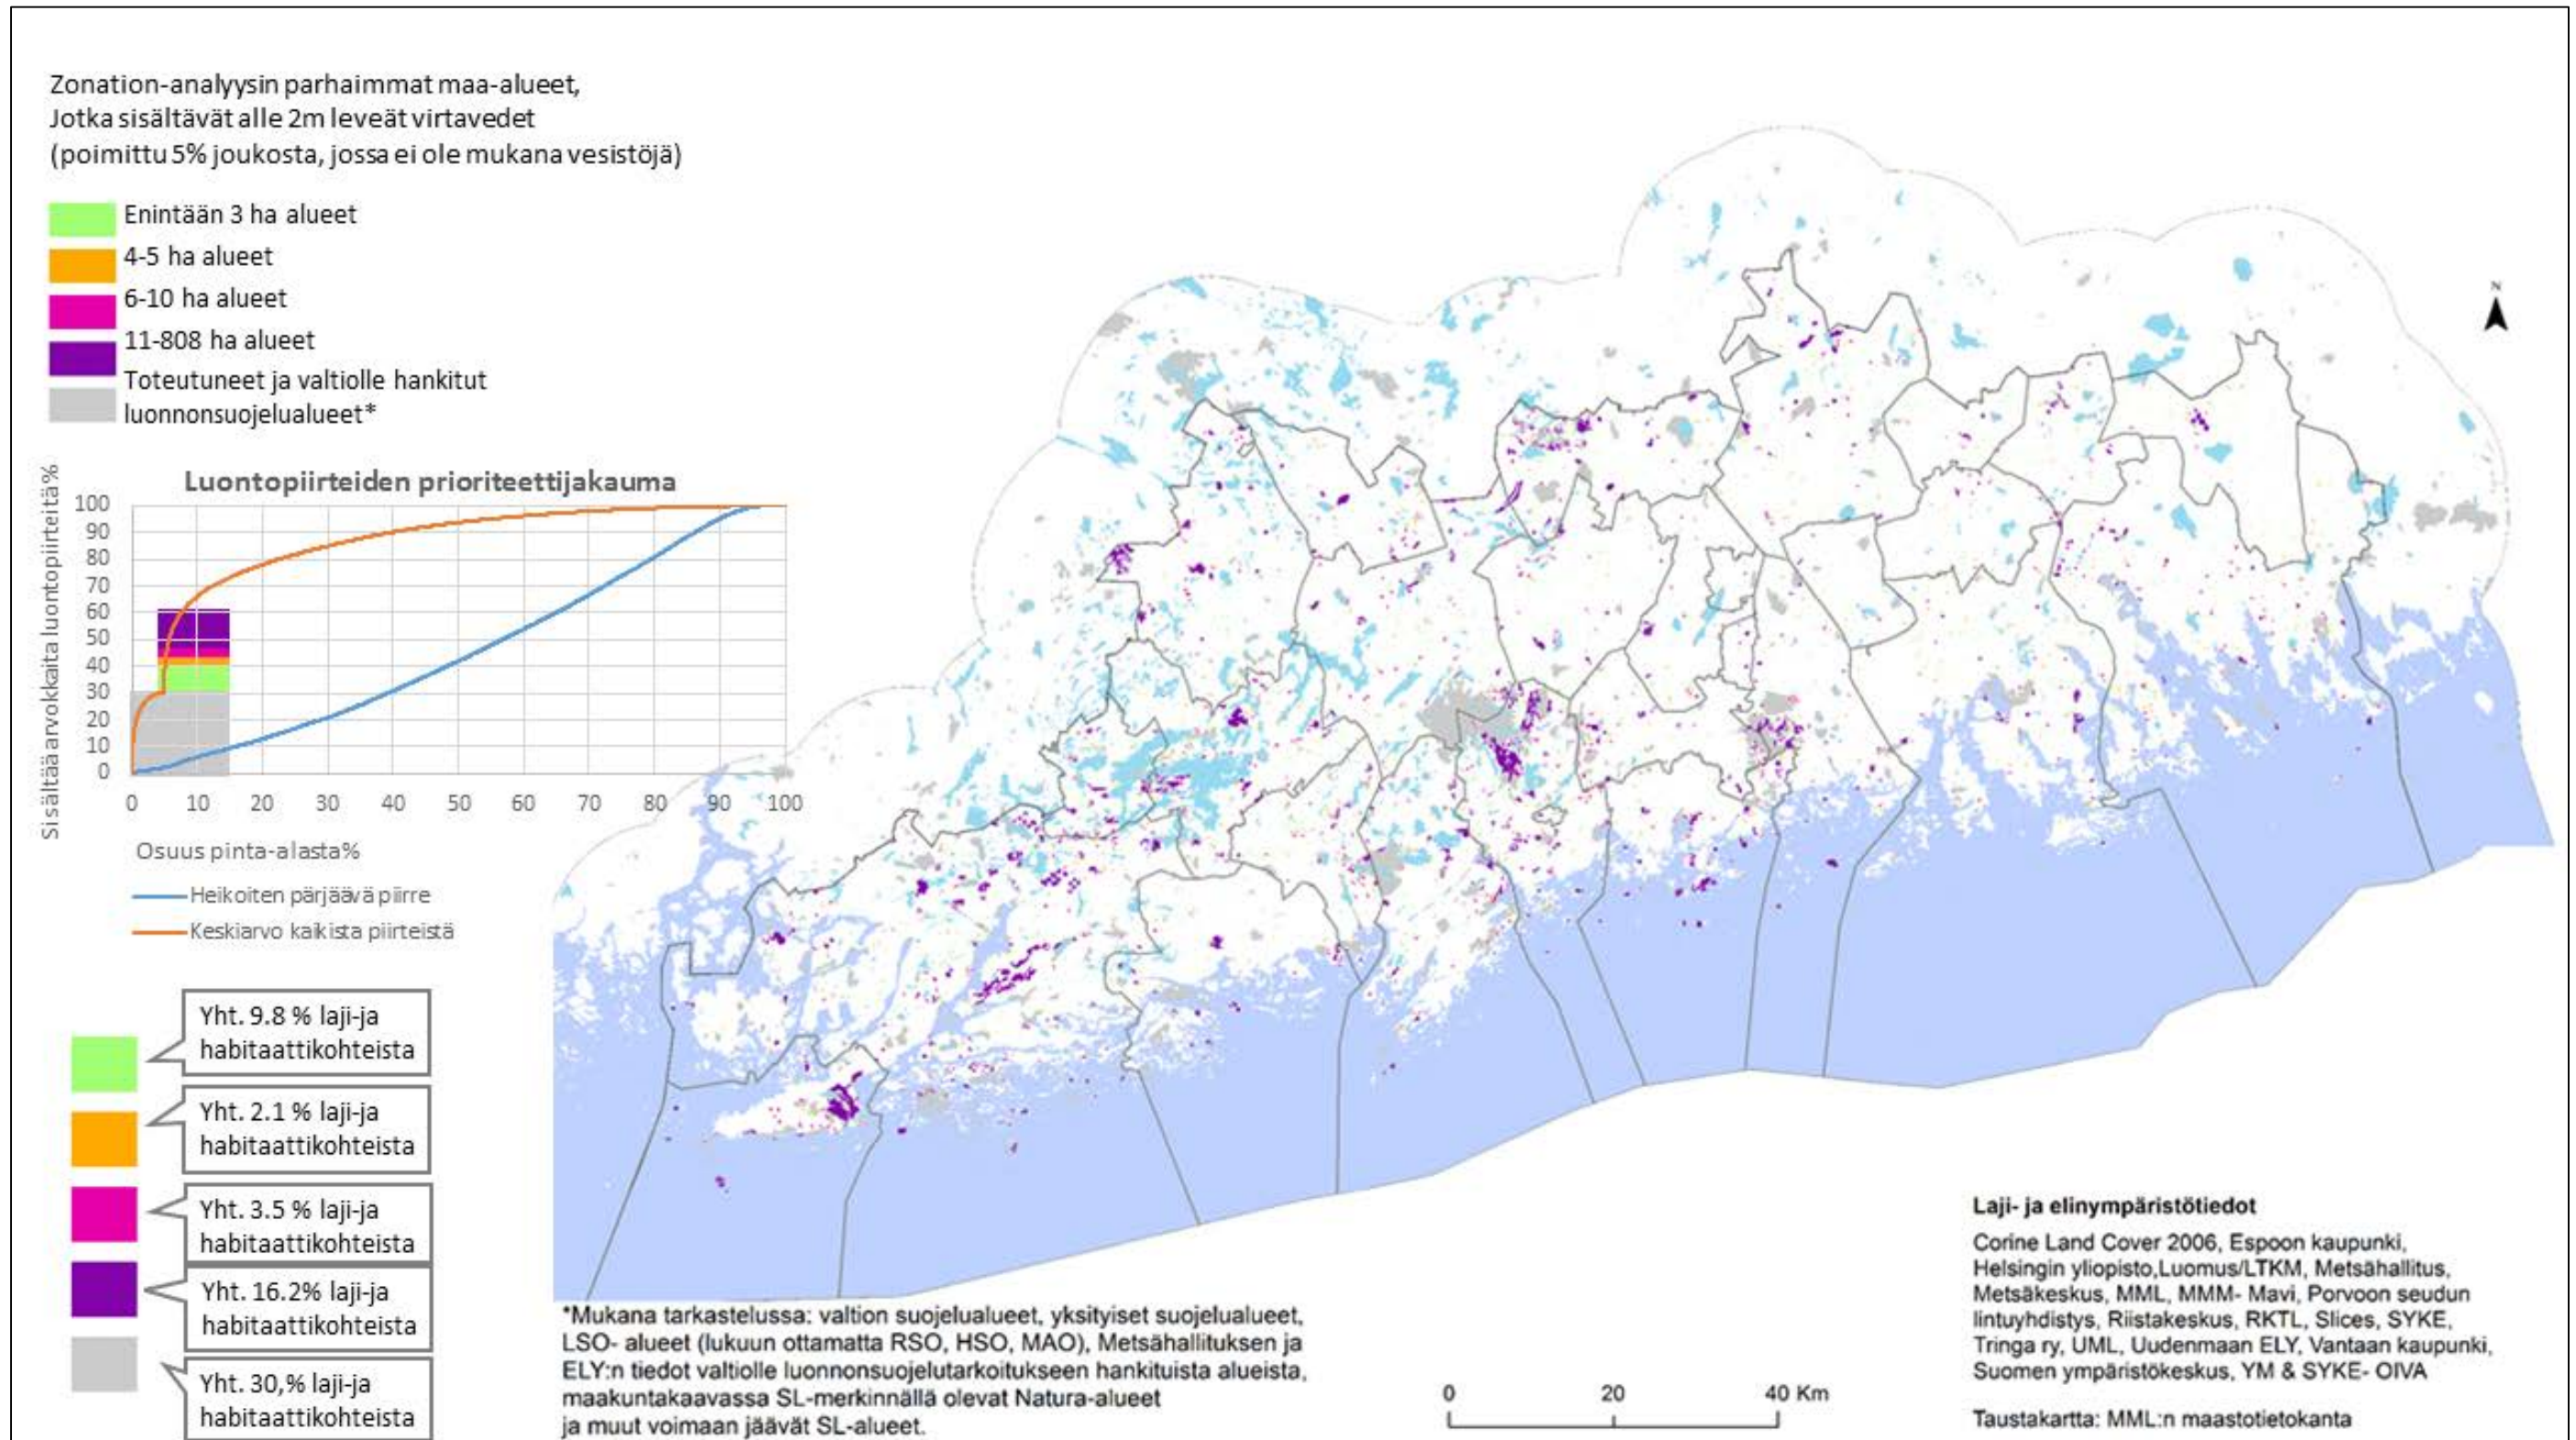 Zonation-analyysin parhaimmat maa-alueet,
Jotka sisältävät alle 2m leveät virtavedet
(poimittu 5% joukosta, jossa ei ole mukana vesistöjä)
Enintään 3 ha alueet
4-5 ha alueet
6-10 ha alueet
11-808 ha alueet
Toteutuneet ja valtiolle hankitut
luonnonsuojelualueet*
Luontopiirteiden prioriteettijakauma
Sisältää arvokkaita luontopiirteitä%
100
90
80
70
60
50
40
30
20
10
0
0 10 20 30 40 50 60 70 80 90 100
Osuus pinta-alasta%
Heikoiten pärjäävä piirre
Keskiarvo kaikista piirteistä
Yht. 9.8 % laji-ja
habitaattikohteista
Yht. 2.1 % laji-ja
habitaattikohteista
Yht. 3.5 % laji-ja
habitaattikohteista
Yht. 16.2% laji-ja
habitaattikohteista
Yht. 30,% laji-ja
habitaattikohteista
N
*Mukana tarkastelussa: valtion suojelualueet, yksityiset suojelualueet,
LSO- alueet (lukuun ottamatta RSO, HSO, MAO), Metsähallituksen ja
ELY:n tiedot valtiolle luonnonsuojelutarkoitukseen hankituista alueista,
maakuntakaavassa SL-merkinnällä olevat Natura-alueet
ja muut voimaan jäävät SL-alueet.
0 20 40 Km
Laji- ja elinympäristötiedot
Corine Land Cover 2006, Espoon kaupunki,
Helsingin yliopisto,Luomus/LTKM, Metsähallitus,
Metsäkeskus, MML, MMM- Mavi, Porvoon seudun
lintuyhdistys, Riistakeskus, RKTL, Slices, SYKE,
Tringa ry, UML, Uudenmaan ELY, Vantaan kaupunki,
Suomen ympäristökeskus, YM & SYKE- OIVA
Taustakartta: MML:n maastotietokanta